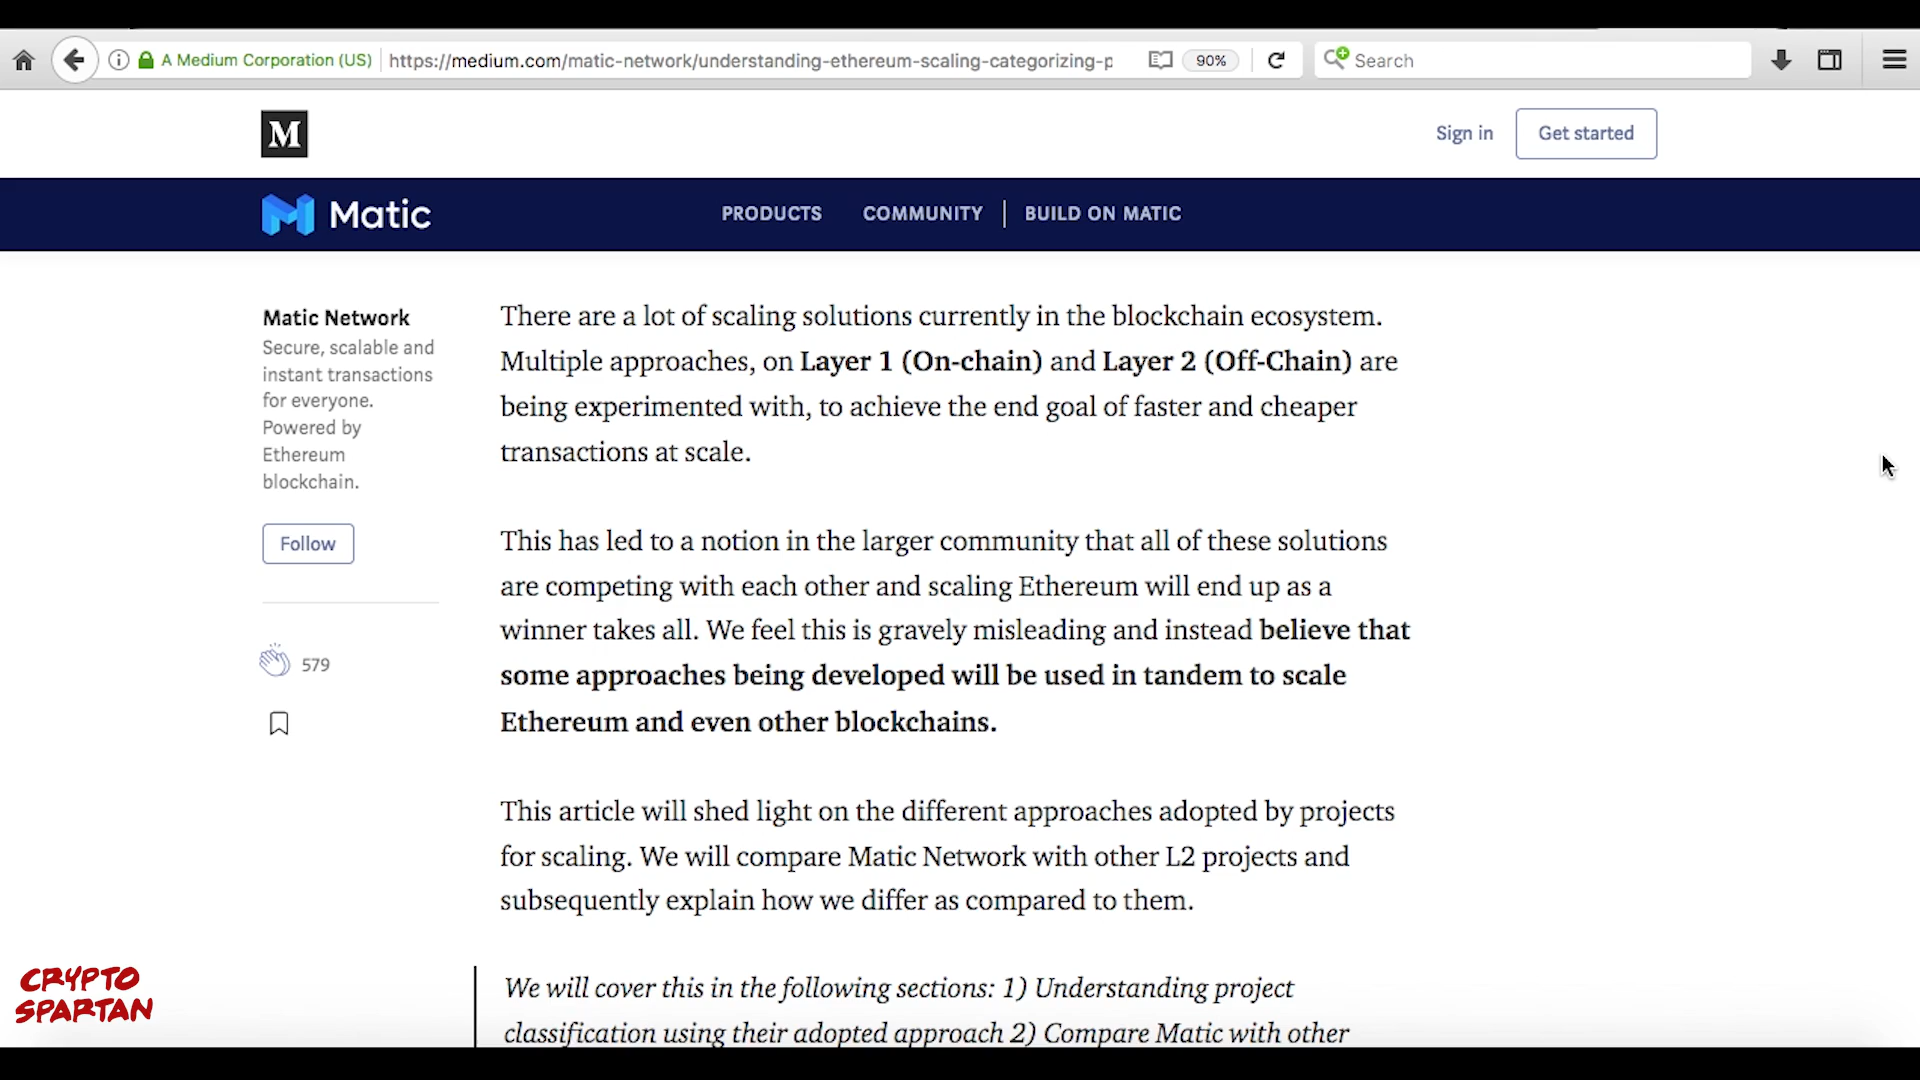 A Medium Corporation (US)
https://medium.com/matic-network/understanding-ethereum-scaling-categorizing-p
90%
Search
M
Sign in
Get started
Matic
PRODUCTS
COMMUNITY
BUILD ON MATIC
Matic Network
Secure, scalable and
instant transactions
for everyone.
Powered by
Ethereum
blockchain.
Follow
579
There are a lot of scaling solutions currently in the blockchain ecosystem.
Multiple approaches, on Layer 1 (On-chain) and Layer 2 (Off-Chain) are
being experimented with, to achieve the end goal of faster and cheaper
transactions at scale.
This has led to a notion in the larger community that all of these solutions
are competing with each other and scaling Ethereum will end up as a
winner takes all. We feel this is gravely misleading and instead believe that
some approaches being developed will be used in tandem to scale
Ethereum and even other blockchains.
This article will shed light on the different approaches adopted by projects
for scaling. We will compare Matic Network with other L2 projects and
subsequently explain how we differ as compared to them.
We will cover this in the following sections: 1) Understanding project
classification using their adopted approach 2) Compare Matic with other
CRYPTO
SPARTAN